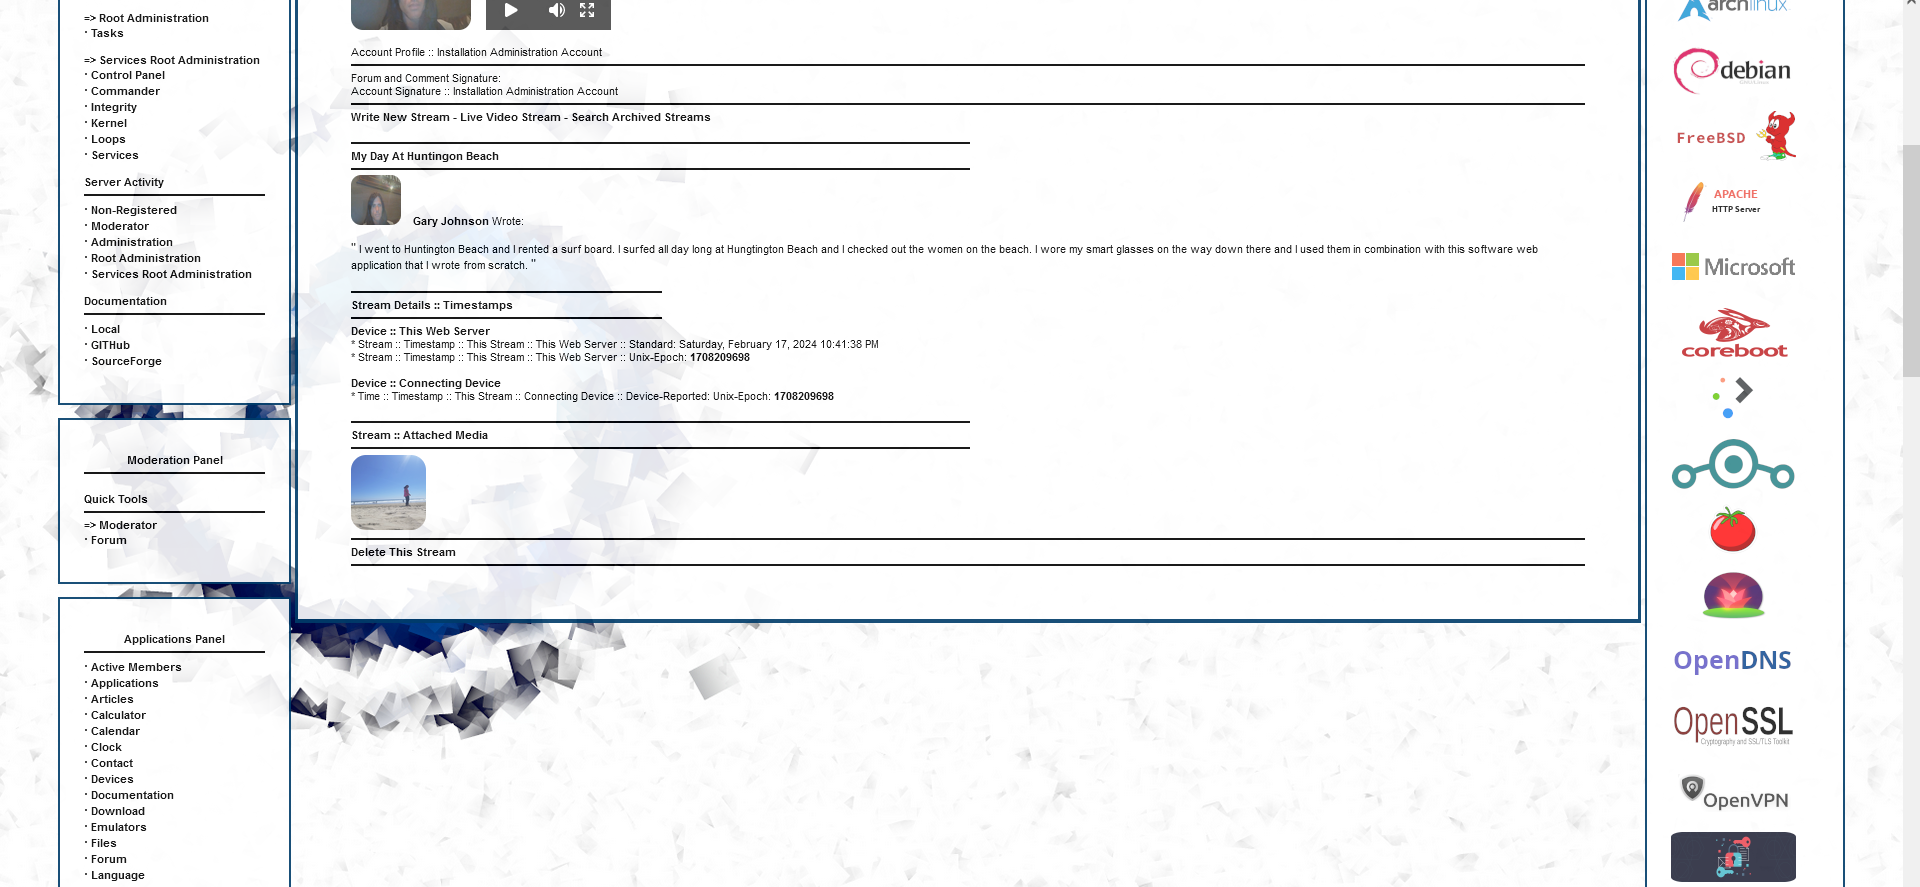 => Root Administration
· Tasks
=> Services Root Administration
· Control Panel
· Commander
· Integrity
· Kernel
· Loops
· Services
Server Activity
· Non-Registered
· Moderator
· Administration
· Root Administration
· Services Root Administration
Documentation
· Local
· GITHub
· SourceForge
Moderation Panel
Quick Tools
=> Moderator
· Forum
Applications Panel
· Active Members
· Applications
· Articles
· Calculator
· Calendar
· Clock
· Contact
· Devices
· Documentation
· Download
· Emulators
· Files
· Forum
· Language
Account Profile :: Installation Administration Account
Forum and Comment Signature:
Account Signature :: Installation Administration Account
Write New Stream - Live Video Stream - Search Archived Streams
My Day At Huntingon Beach
Gary Johnson Wrote:
" I went to Huntington Beach and I rented a surf board. I surfed all day long at Hungtington Beach and I checked out the women on the beach. I wore my smart glasses on the way down there and I used them in combination with this software web
application that I wrote from scratch. "
Stream Details :: Timestamps
Device :: This Web Server
* Stream :: Timestamp :: This Stream :: This Web Server :: Standard: Saturday, February 17, 2024 10:41:38 PM
* Stream :: Timestamp :: This Stream :: This Web Server :: Unix-Epoch: 1708209698
Device :: Connecting Device
* Time :: Timestamp :: This Stream :: Connecting Device :: Device-Reported: Unix-Epoch: 1708209698
Stream :: Attached Media
Delete This Stream
archlinux
debian
FreeBSD
APACHE
HTTP Server
Microsoft
coreboot
OpenDNS
OpenSSL
Cryptography and SSL/TLS Toolkit
OpenVPN